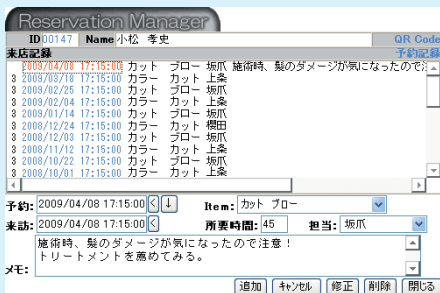 Reservation Manager
ID 00147 Name 小松 孝史 QR Code
来店記録 予約記録
2009/04/08 17:15:00 カット ブロー 坂爪 施術時、髪のダメージが気になったので注
3 2009/03/18 17:15:00 カラー カット 上条
3 2009/02/25 17:15:00 カット ブロー 坂爪
3 2009/02/04 17:15:00 カラー カット 上条
3 2009/01/14 17:15:00 カット ブロー 坂爪
3 2008/12/24 17:15:00 カラー カット 櫻田
3 2008/12/03 17:15:00 カット ブロー 坂爪
3 2008/11/12 17:15:00 カラー カット 上条
3 2008/10/22 17:15:00 カット ブロー 坂爪
3 2008/10/01 17:15:00 カラー カット 上条
予約: 2009/04/08 17:15:00 < ↓ Item: カット ブロー
来訪: 2009/04/08 17:15:00 < 所要時間: 45 担当: 坂爪
施術時、髪のダメージが気になったので注意！
トリートメントを薦めてみる。
メモ:
追加 キャンセル 修正 削除 閉じる